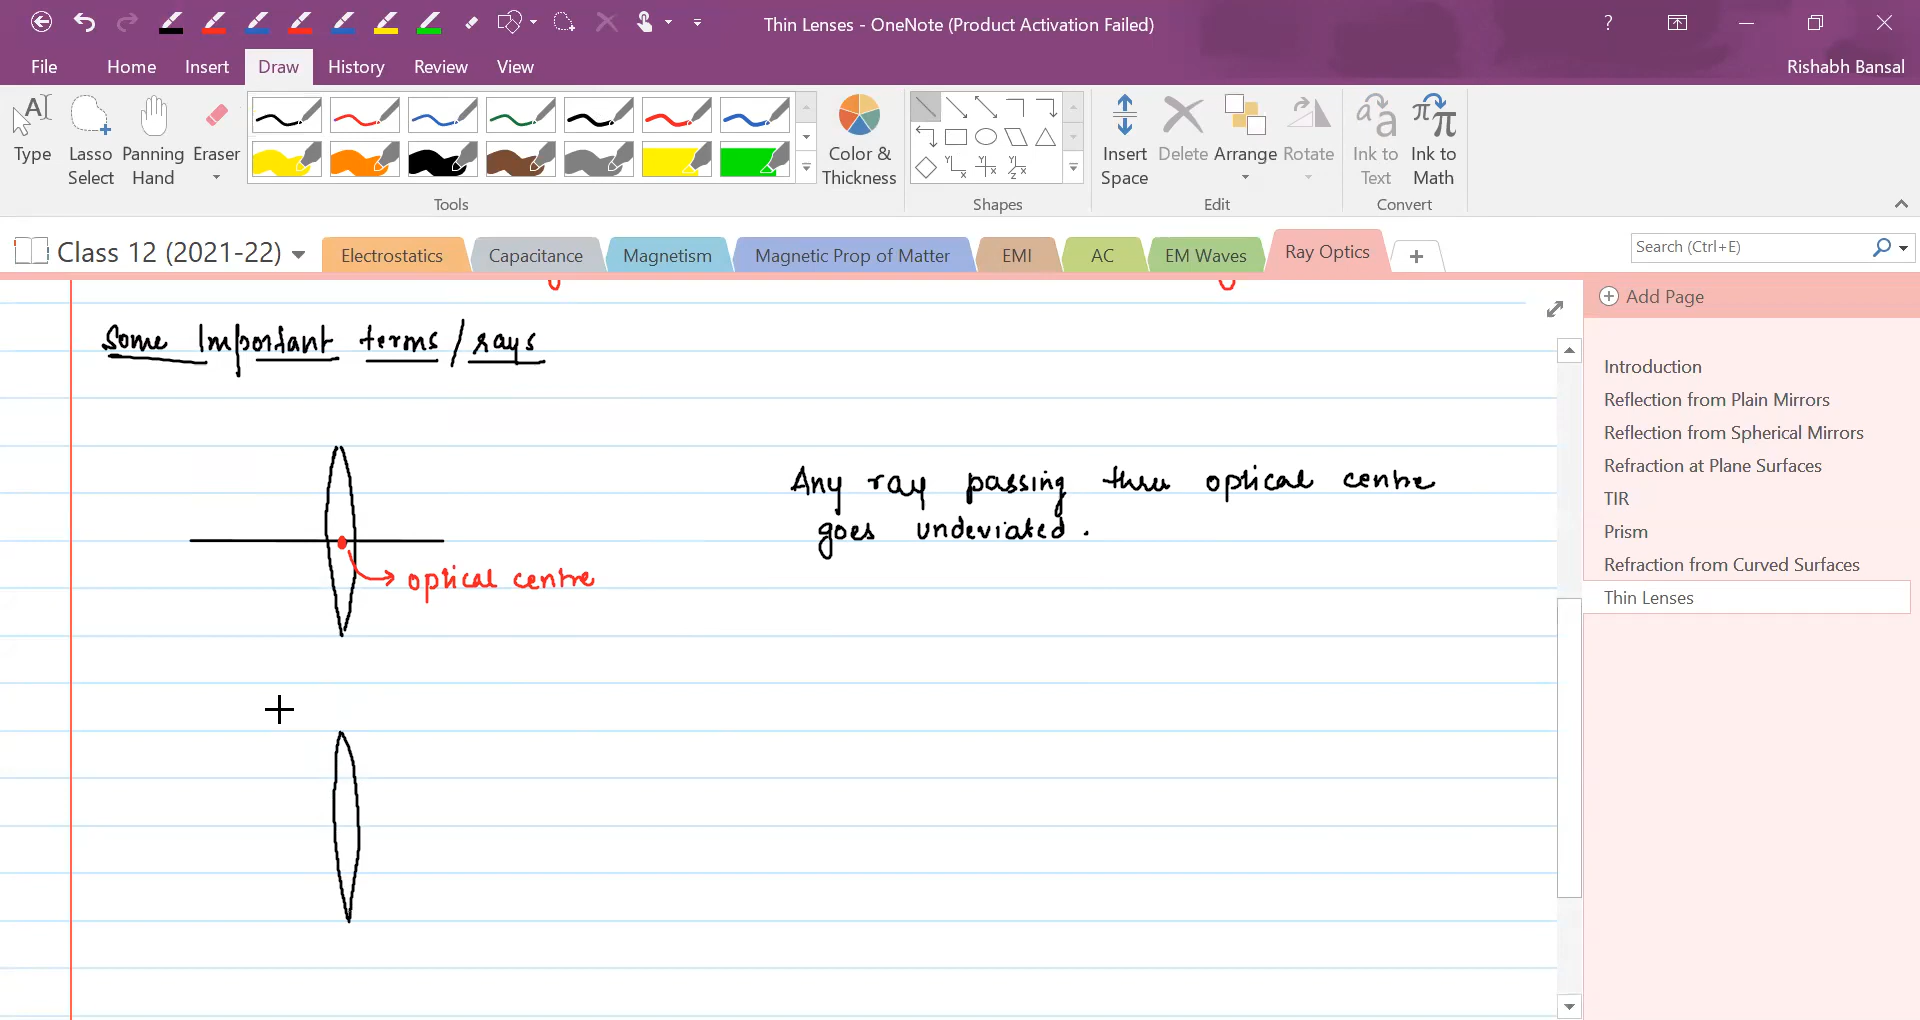 Thin Lenses - OneNote (Product Activation Failed)
?
File Home Insert Draw History Review View
Rishabh Bansal
Type
Lasso Select
Panning Hand
Eraser
Color & Thickness
Insert Space
Delete
Arrange
Rotate
Ink to Text
Ink to Math
Tools
Shapes
Edit
Convert
Class 12 (2021-22)
Electrostatics
Capacitance
Magnetism
Magnetic Prop of Matter
EMI
AC
EM Waves
Ray Optics
Search (Ctrl+E)
Add Page
Introduction
Reflection from Plain Mirrors
Reflection from Spherical Mirrors
Refraction at Plane Surfaces
TIR
Prism
Refraction from Curved Surfaces
Thin Lenses
Some Important terms/rays
Any ray passing thru optical centre
goes undeviated.
optical centre